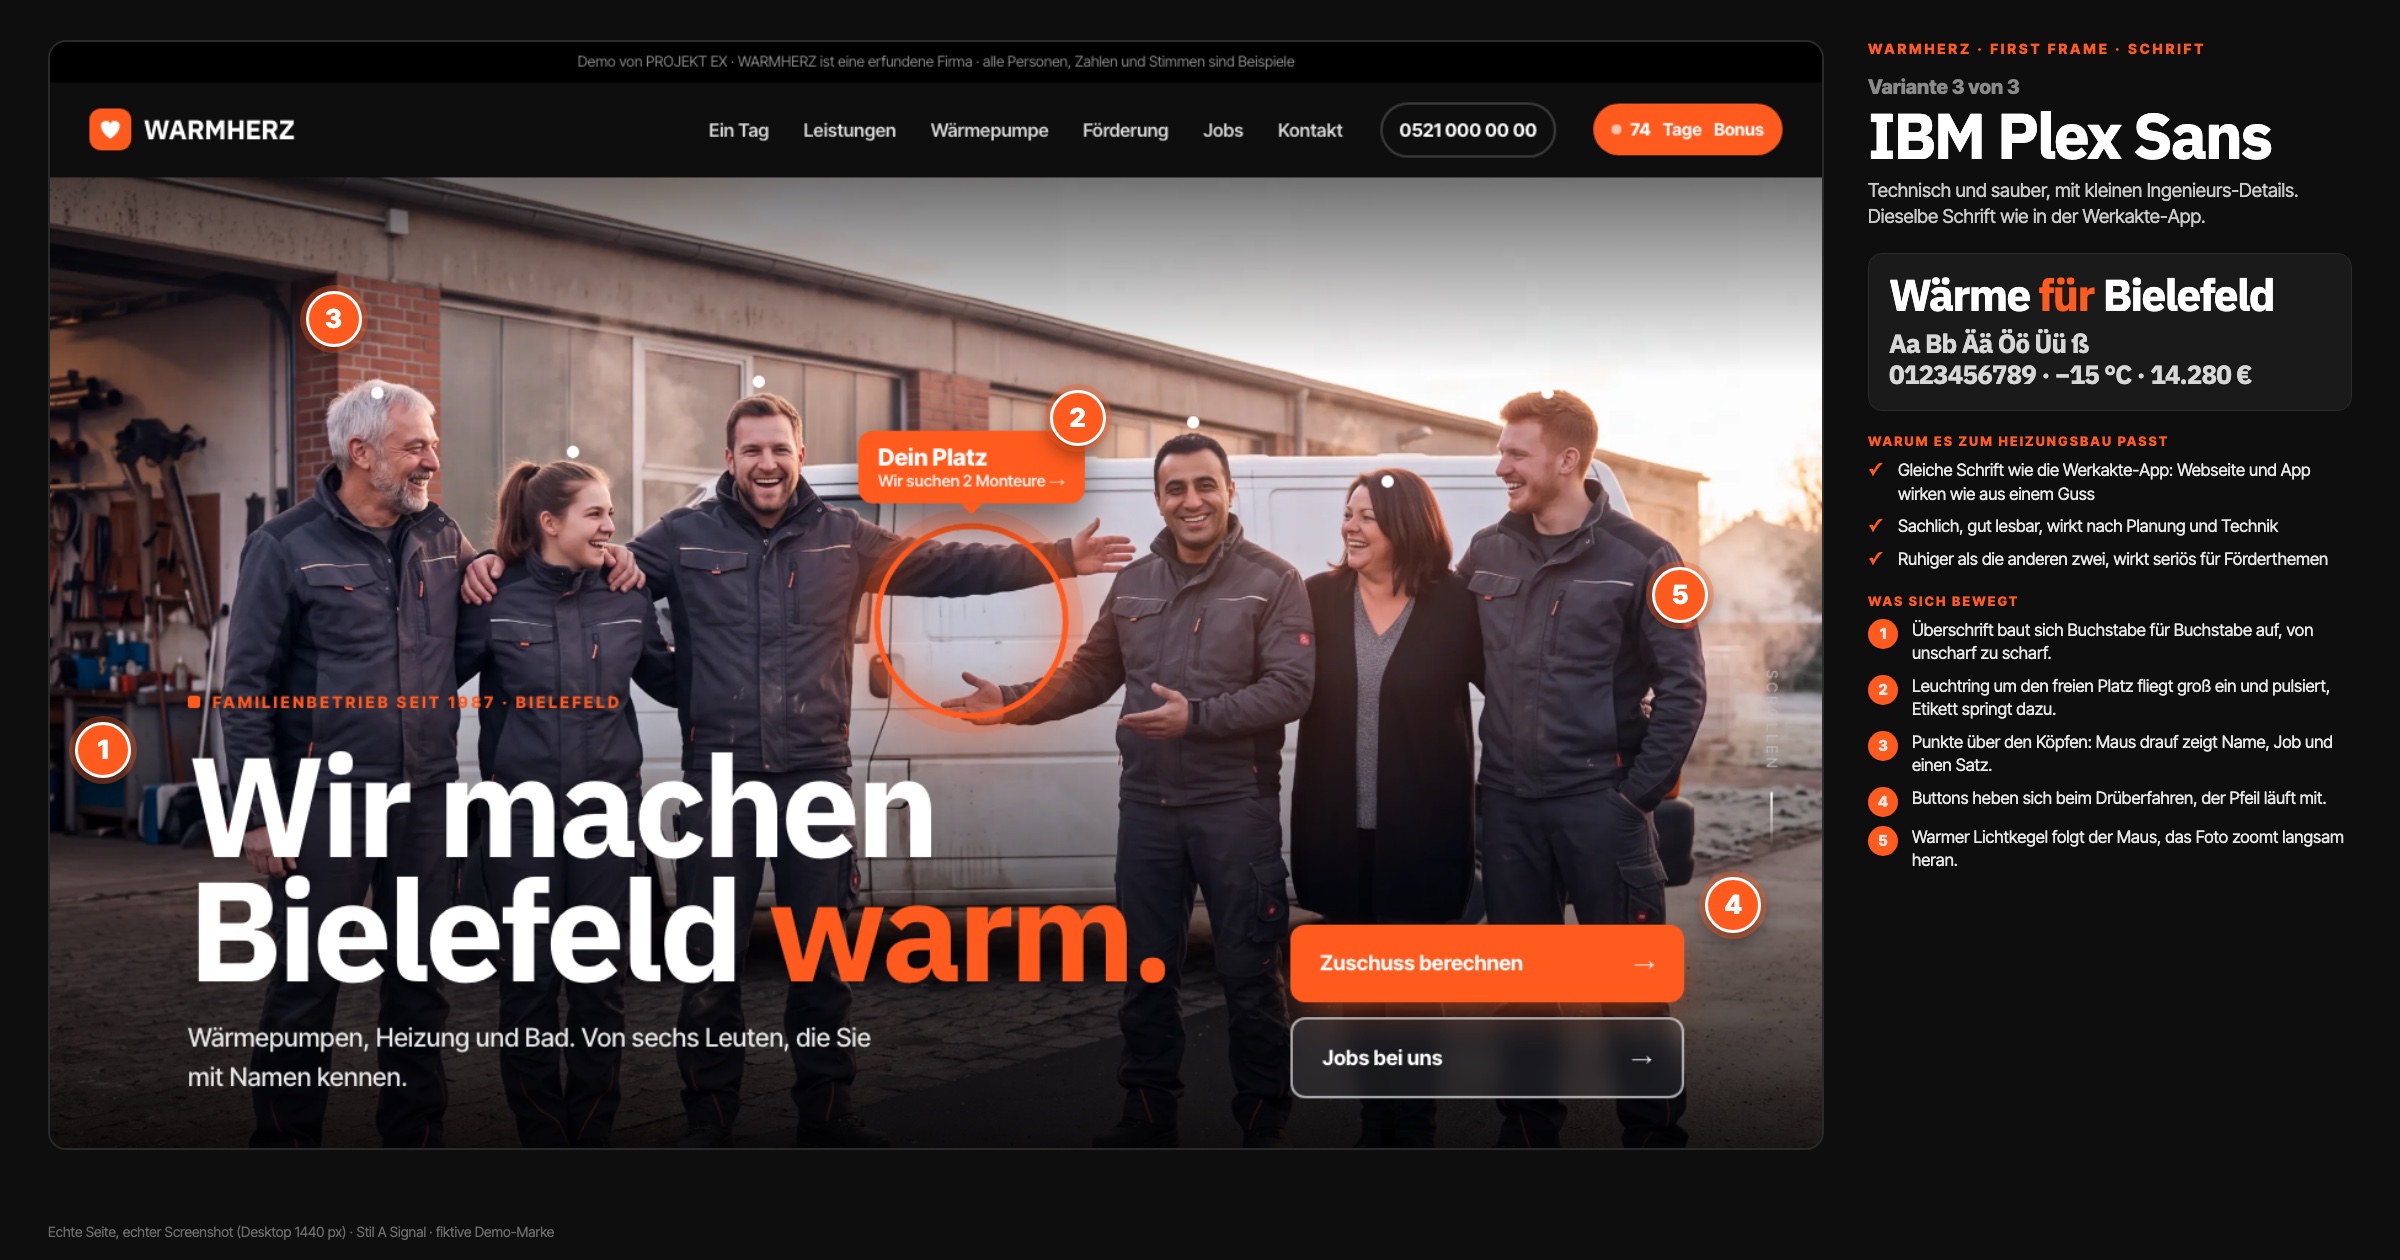 Demo von PROJEKT EX · WARMHERZ ist eine erfundene Firma · alle Personen, Zahlen und Stimmen sind Beispiele
WARMHERZ
Ein Tag
Leistungen
Wärmepumpe
Förderung
Jobs
Kontakt
0521 000 00 00
74 Tage Bonus
3
2
Dein Platz
Wir suchen 2 Monteure →
5
FAMILIENBETRIEB SEIT 1987 · BIELEFELD
SCROLLEN
1
Wir machen
Bielefeld warm.
4
Zuschuss berechnen →
Wärmepumpen, Heizung und Bad. Von sechs Leuten, die Sie
mit Namen kennen.
Jobs bei uns →
WARMHERZ · FIRST FRAME · SCHRIFT
Variante 3 von 3
IBM Plex Sans
Technisch und sauber, mit kleinen Ingenieurs-Details.
Dieselbe Schrift wie in der Werkakte-App.
Wärme für Bielefeld
Aa Bb Ää Öö Üü ß
0123456789 · −15 °C · 14.280 €
WARUM ES ZUM HEIZUNGSBAU PASST
✓ Gleiche Schrift wie die Werkakte-App: Webseite und App
wirken wie aus einem Guss
✓ Sachlich, gut lesbar, wirkt nach Planung und Technik
✓ Ruhiger als die anderen zwei, wirkt seriös für Förderthemen
WAS SICH BEWEGT
1 Überschrift baut sich Buchstabe für Buchstabe auf, von
unscharf zu scharf.
2 Leuchtring um den freien Platz fliegt groß ein und pulsiert,
Etikett springt dazu.
3 Punkte über den Köpfen: Maus drauf zeigt Name, Job und
einen Satz.
4 Buttons heben sich beim Drüberfahren, der Pfeil läuft mit.
5 Warmer Lichtkegel folgt der Maus, das Foto zoomt langsam
heran.
Echte Seite, echter Screenshot (Desktop 1440 px) · Stil A Signal · fiktive Demo-Marke